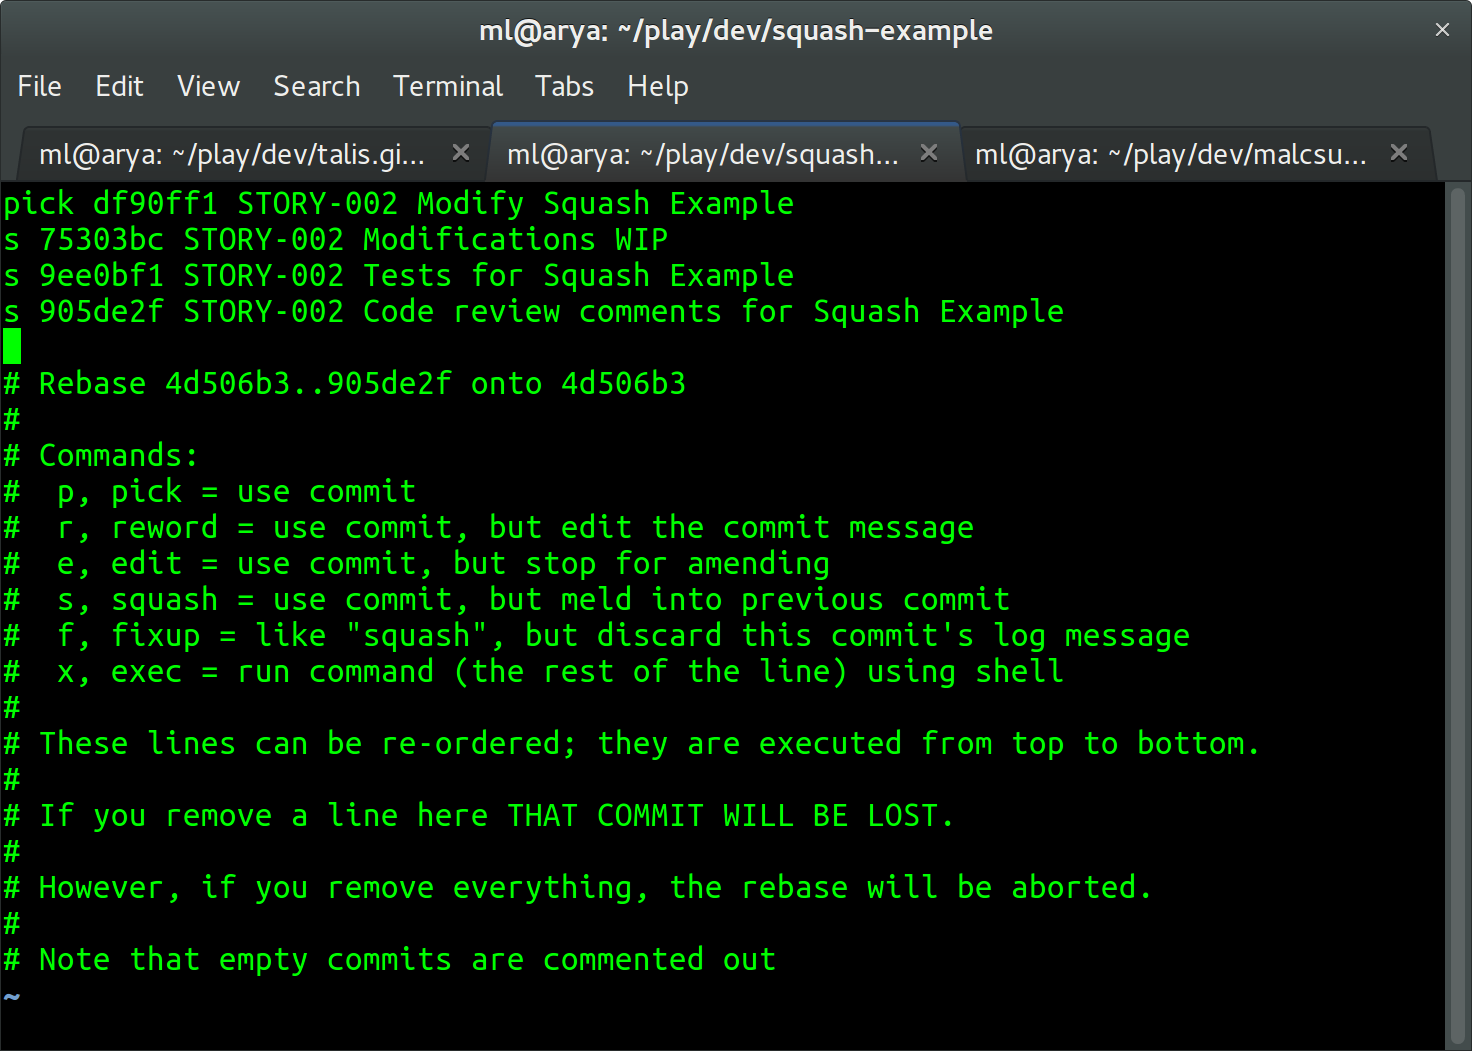 ml@arya: ~/play/dev/squash-example ×
File Edit View Search Terminal Tabs Help
ml@arya: ~/play/dev/talis.gi... × ml@arya: ~/play/dev/squash... × ml@arya: ~/play/dev/malcsu... ×
pick df90ff1 STORY-002 Modify Squash Example
s 75303bc STORY-002 Modifications WIP
s 9ee0bf1 STORY-002 Tests for Squash Example
s 905de2f STORY-002 Code review comments for Squash Example
# Rebase 4d506b3..905de2f onto 4d506b3
#
# Commands:
#  p, pick = use commit
#  r, reword = use commit, but edit the commit message
#  e, edit = use commit, but stop for amending
#  s, squash = use commit, but meld into previous commit
#  f, fixup = like "squash", but discard this commit's log message
#  x, exec = run command (the rest of the line) using shell
#
# These lines can be re-ordered; they are executed from top to bottom.
#
# If you remove a line here THAT COMMIT WILL BE LOST.
#
# However, if you remove everything, the rebase will be aborted.
#
# Note that empty commits are commented out
~